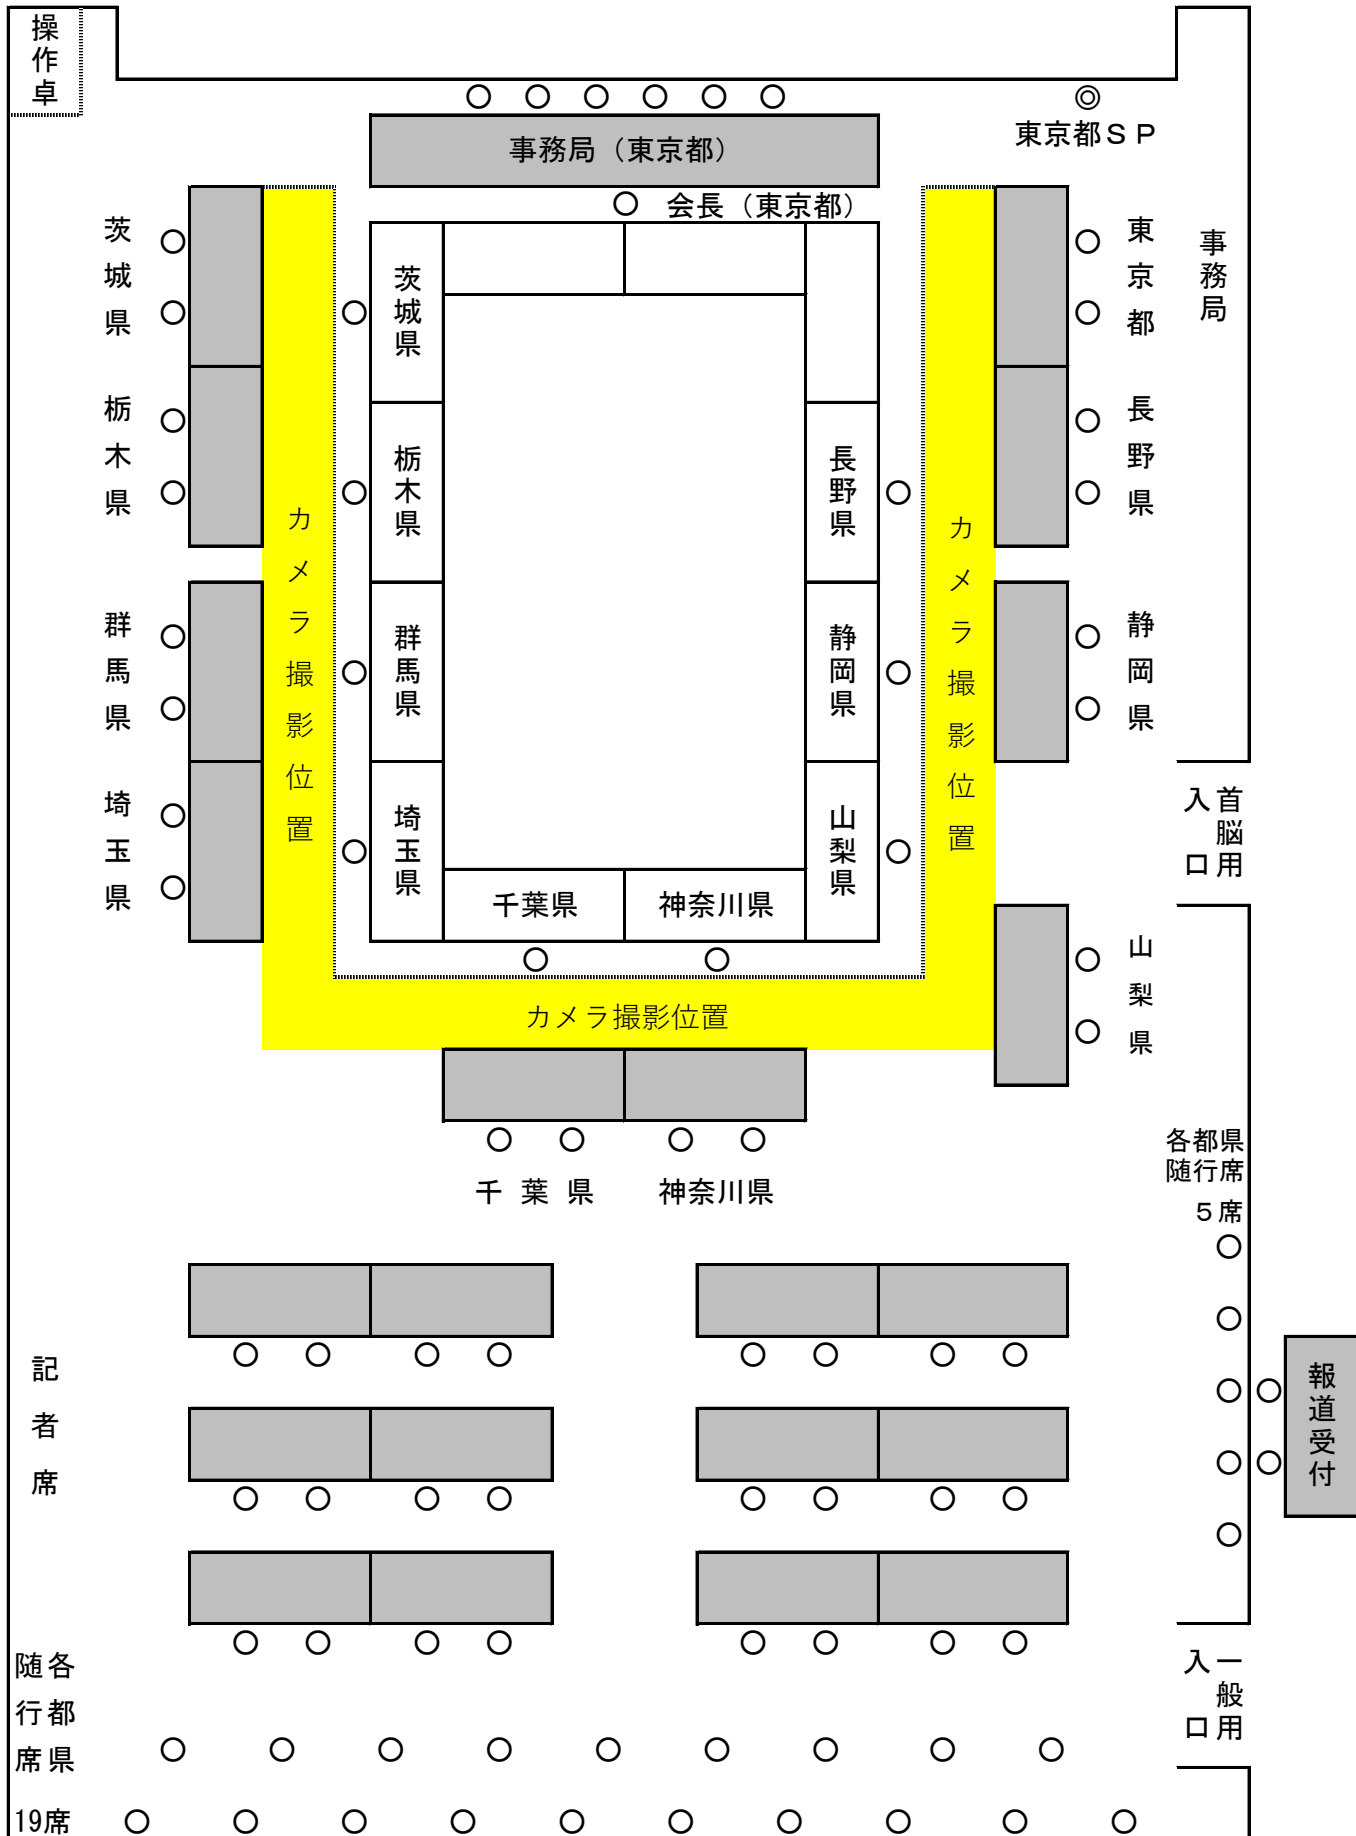 操作卓
東京都ＳＰ
事務局（東京都）
会長（東京都）
茨城県
栃木県
群馬県
埼玉県
カメラ撮影位置
茨城県
栃木県
群馬県
埼玉県
千葉県
神奈川県
長野県
静岡県
山梨県
カメラ撮影位置
カメラ撮影位置
東京都
長野県
静岡県
山梨県
事務局
首脳用
入口
千葉県
神奈川県
各都県
随行席
５席
記者席
報道受付
一般用
入口
各都県
随行席
19席